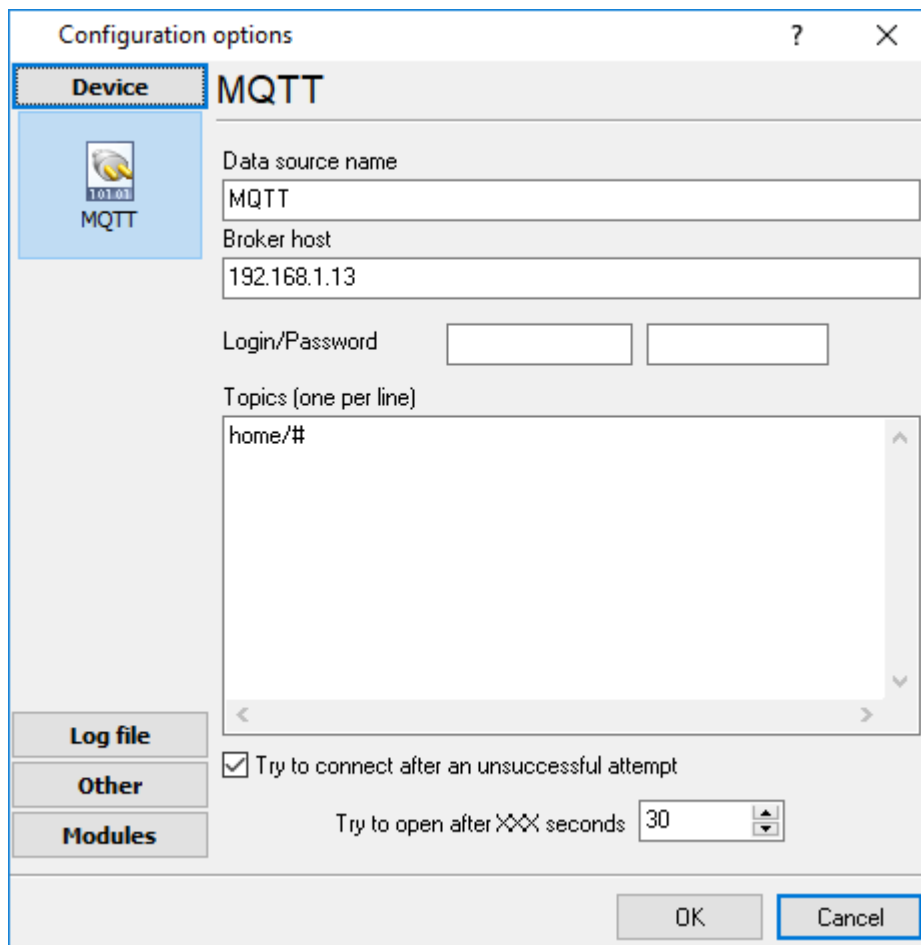 Configuration options
?
Device
MQTT
101.01
MQTT
Data source name
MQTT
Broker host
192.168.1.13
Login/Password
Topics (one per line)
home/#
Log file
Other
Modules
Try to connect after an unsuccessful attempt
Try to open after XXX seconds 30
OK Cancel